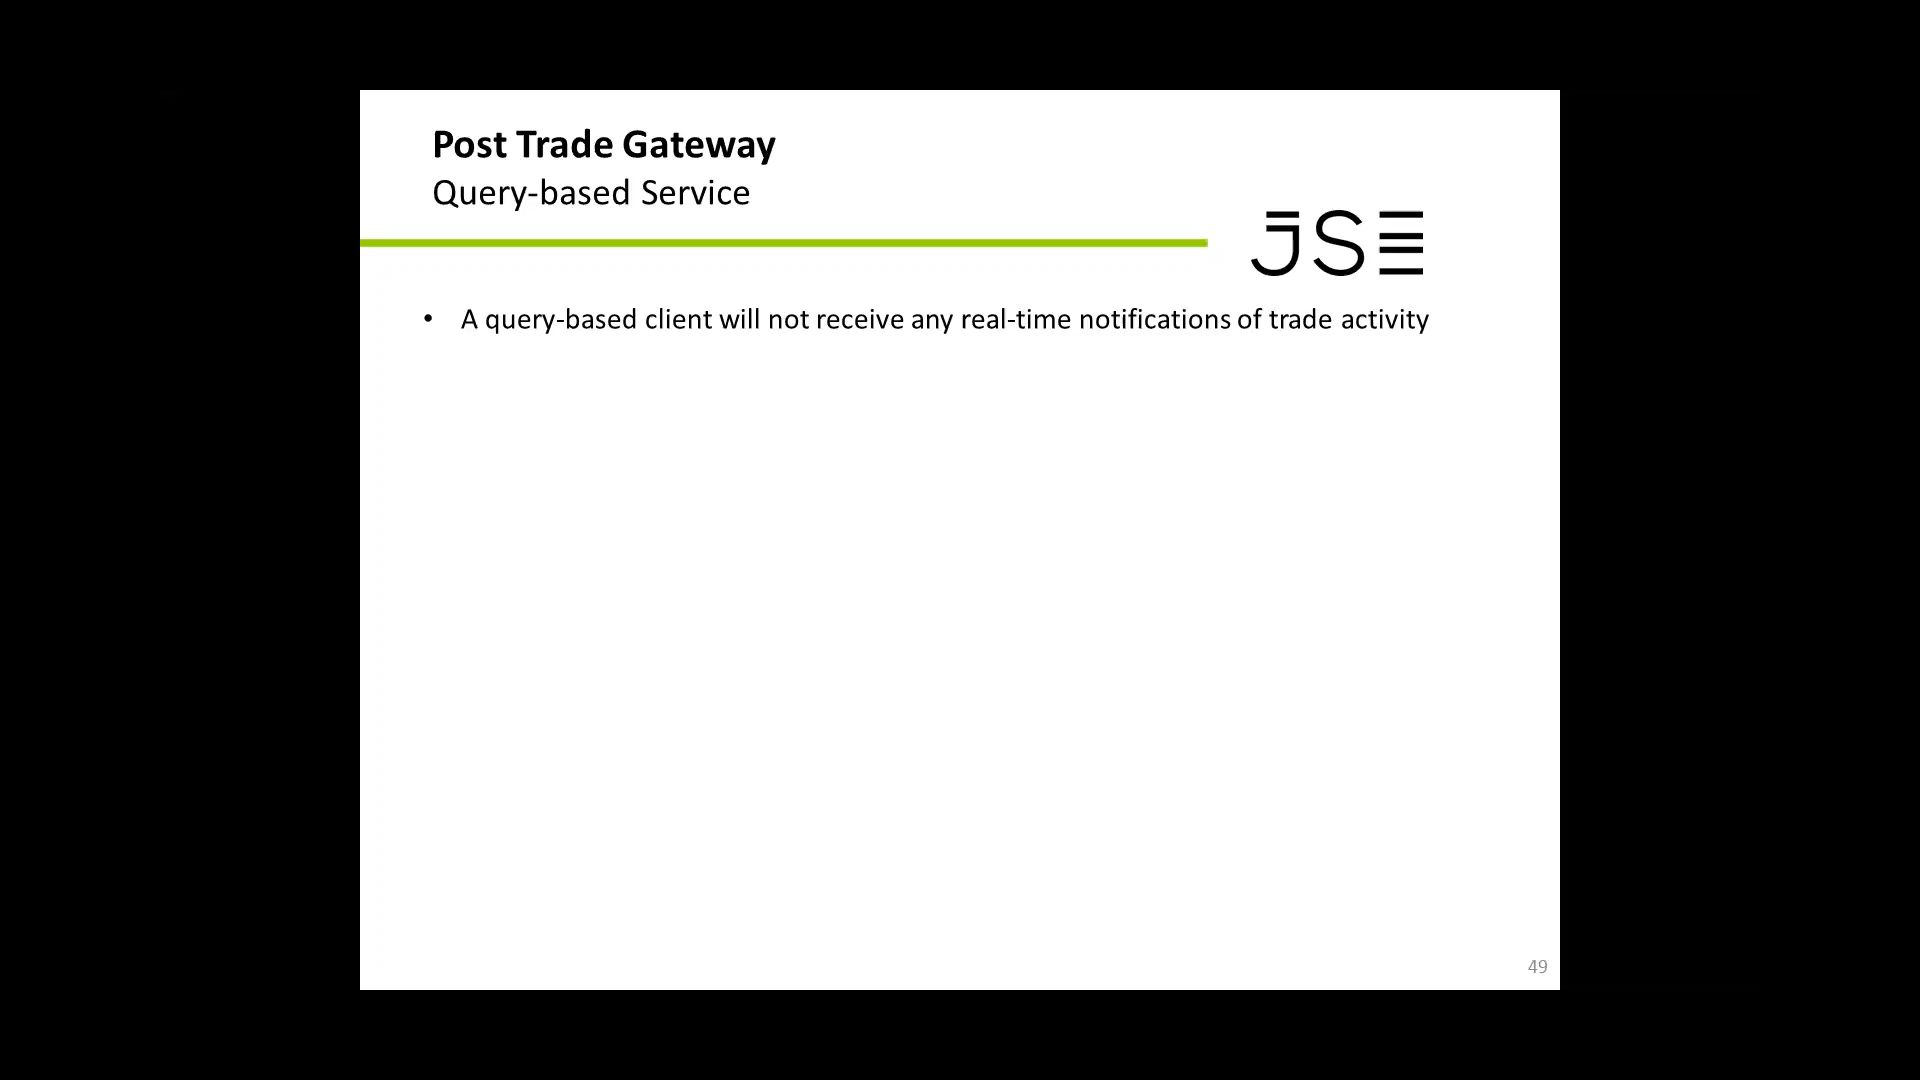 Post Trade Gateway
Query-based Service
JSE
• A query-based client will not receive any real-time notifications of trade activity
49